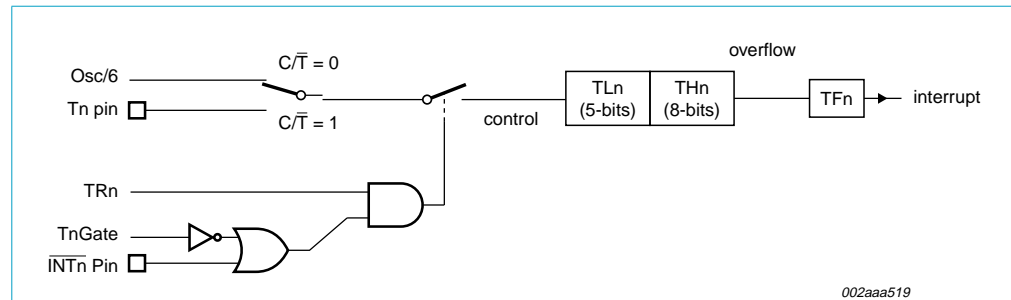 overflow
C/T̅ = 0
Osc/6
TLn
(5-bits)
THn
(8-bits)
TFn
interrupt
Tn pin
control
C/T̅ = 1
TRn
TnGate
I̅N̅T̅n̅ Pin
002aaa519